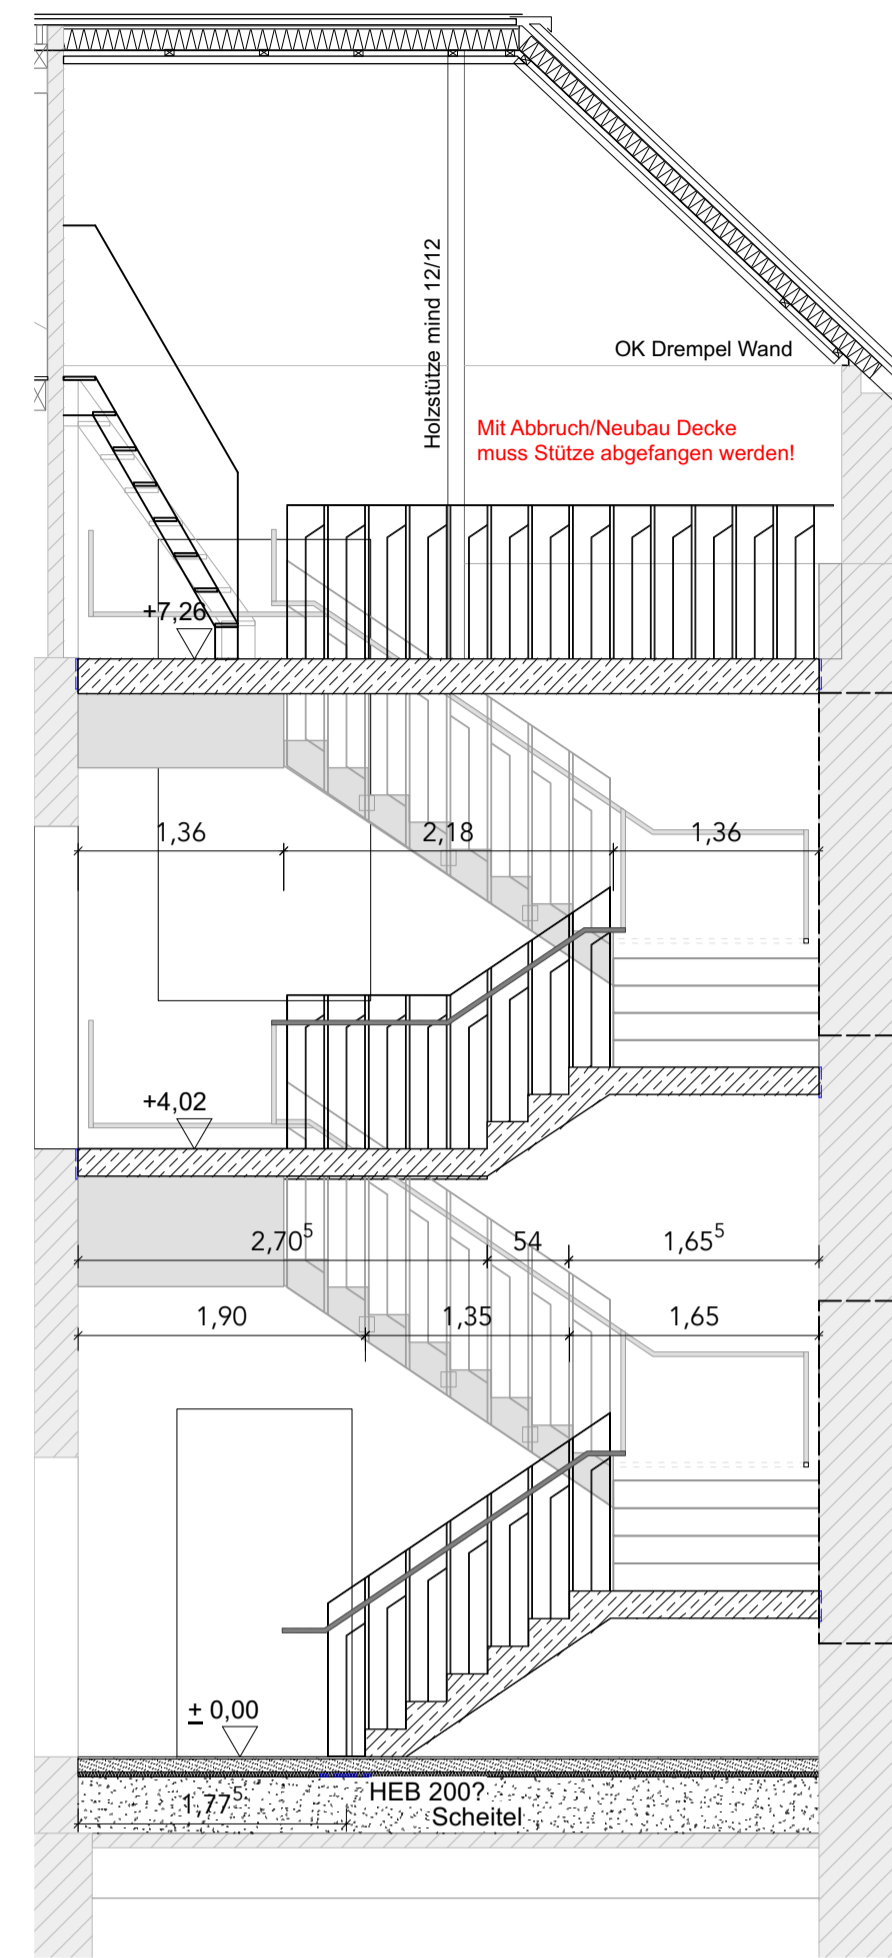 Holzstütze mind 12/12
OK Drempel Wand
Mit Abbruch/Neubau Decke
muss Stütze abgefangen werden!
+7,26
1,36 2,18 1,36
+4,02
2,70⁵ 54 1,65⁵
1,90 1,35 1,65
± 0,00
HEB 200?
1,77⁵
Scheitel